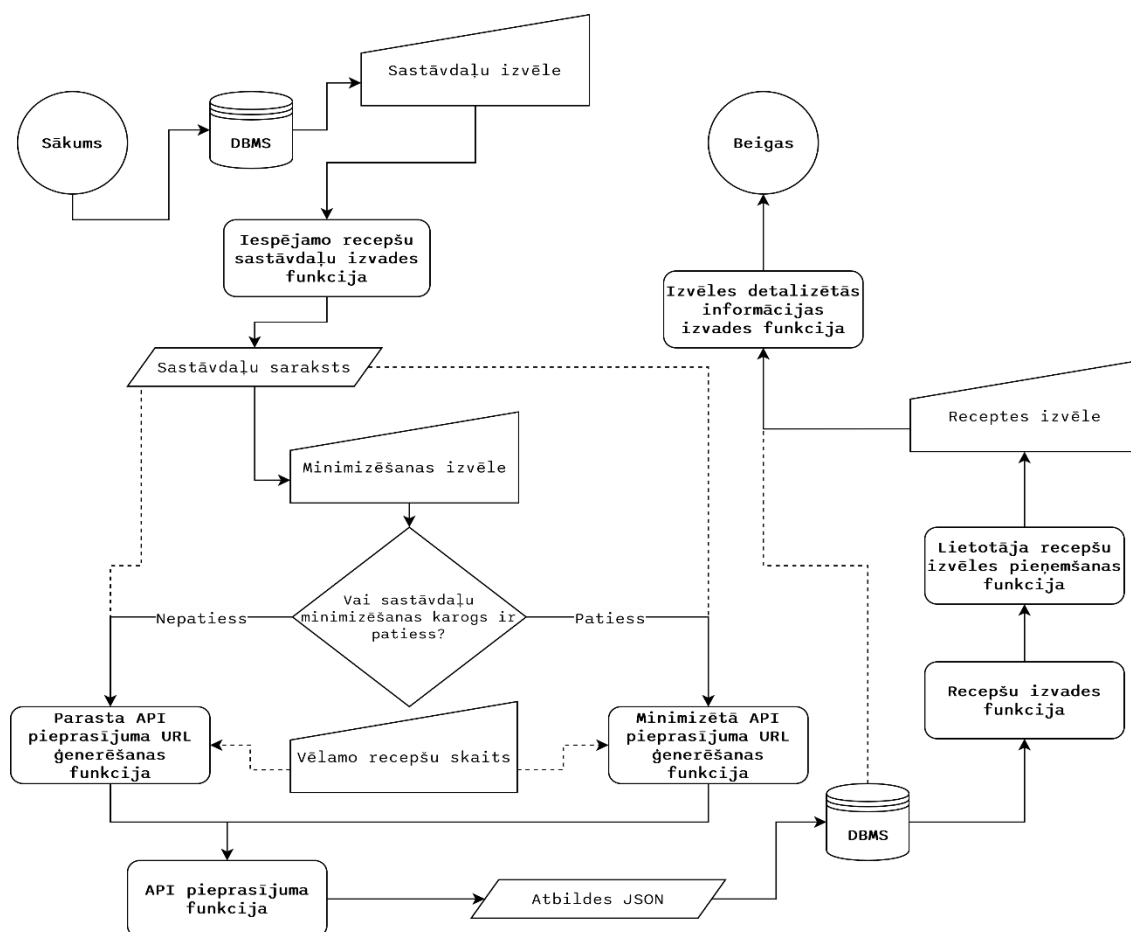 Sastāvdaļu izvēle
Sākums
DBMS
Beigas
Iespējamo recepšu
sastāvdaļu izvades
funkcija
Izvēles detalizētās
informācijas
izvades funkcija
Sastāvdaļu saraksts
Receptes izvēle
Minimizēšanas izvēle
Lietotāja recepšu
izvēles pieņemšanas
funkcija
Vai sastāvdaļu
minimizēšanas karogs ir
patiess?
Nepatiess
Patiess
Recepšu izvades
funkcija
Parasta API
pieprasījuma URL
ģenerēšanas
funkcija
Vēlamo recepšu skaits
Minimizētā API
pieprasījuma URL
ģenerēšanas
funkcija
DBMS
API pieprasījuma
funkcija
Atbildes JSON